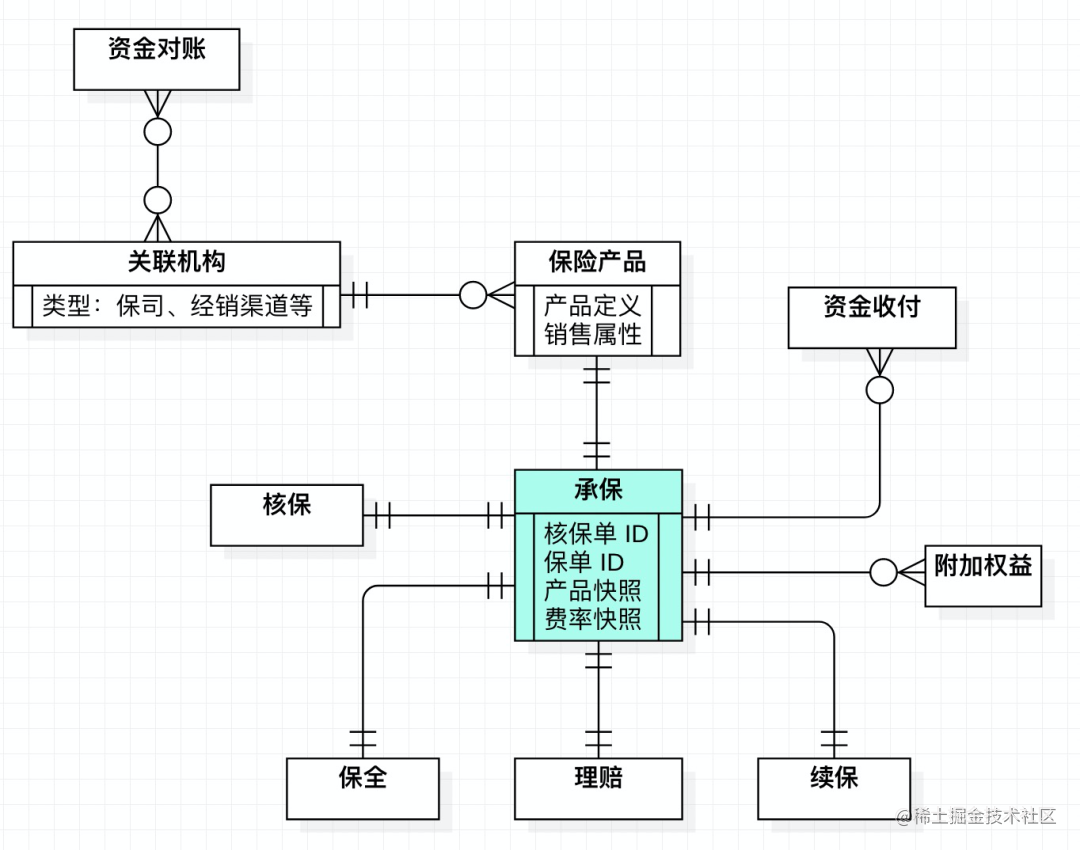 资金对账
关联机构
类型：保司、经销渠道等
保险产品
产品定义
销售属性
资金收付
核保
承保
核保单 ID
保单 ID
产品快照
费率快照
附加权益
保全
理赔
续保
@稀土掘金技术社区